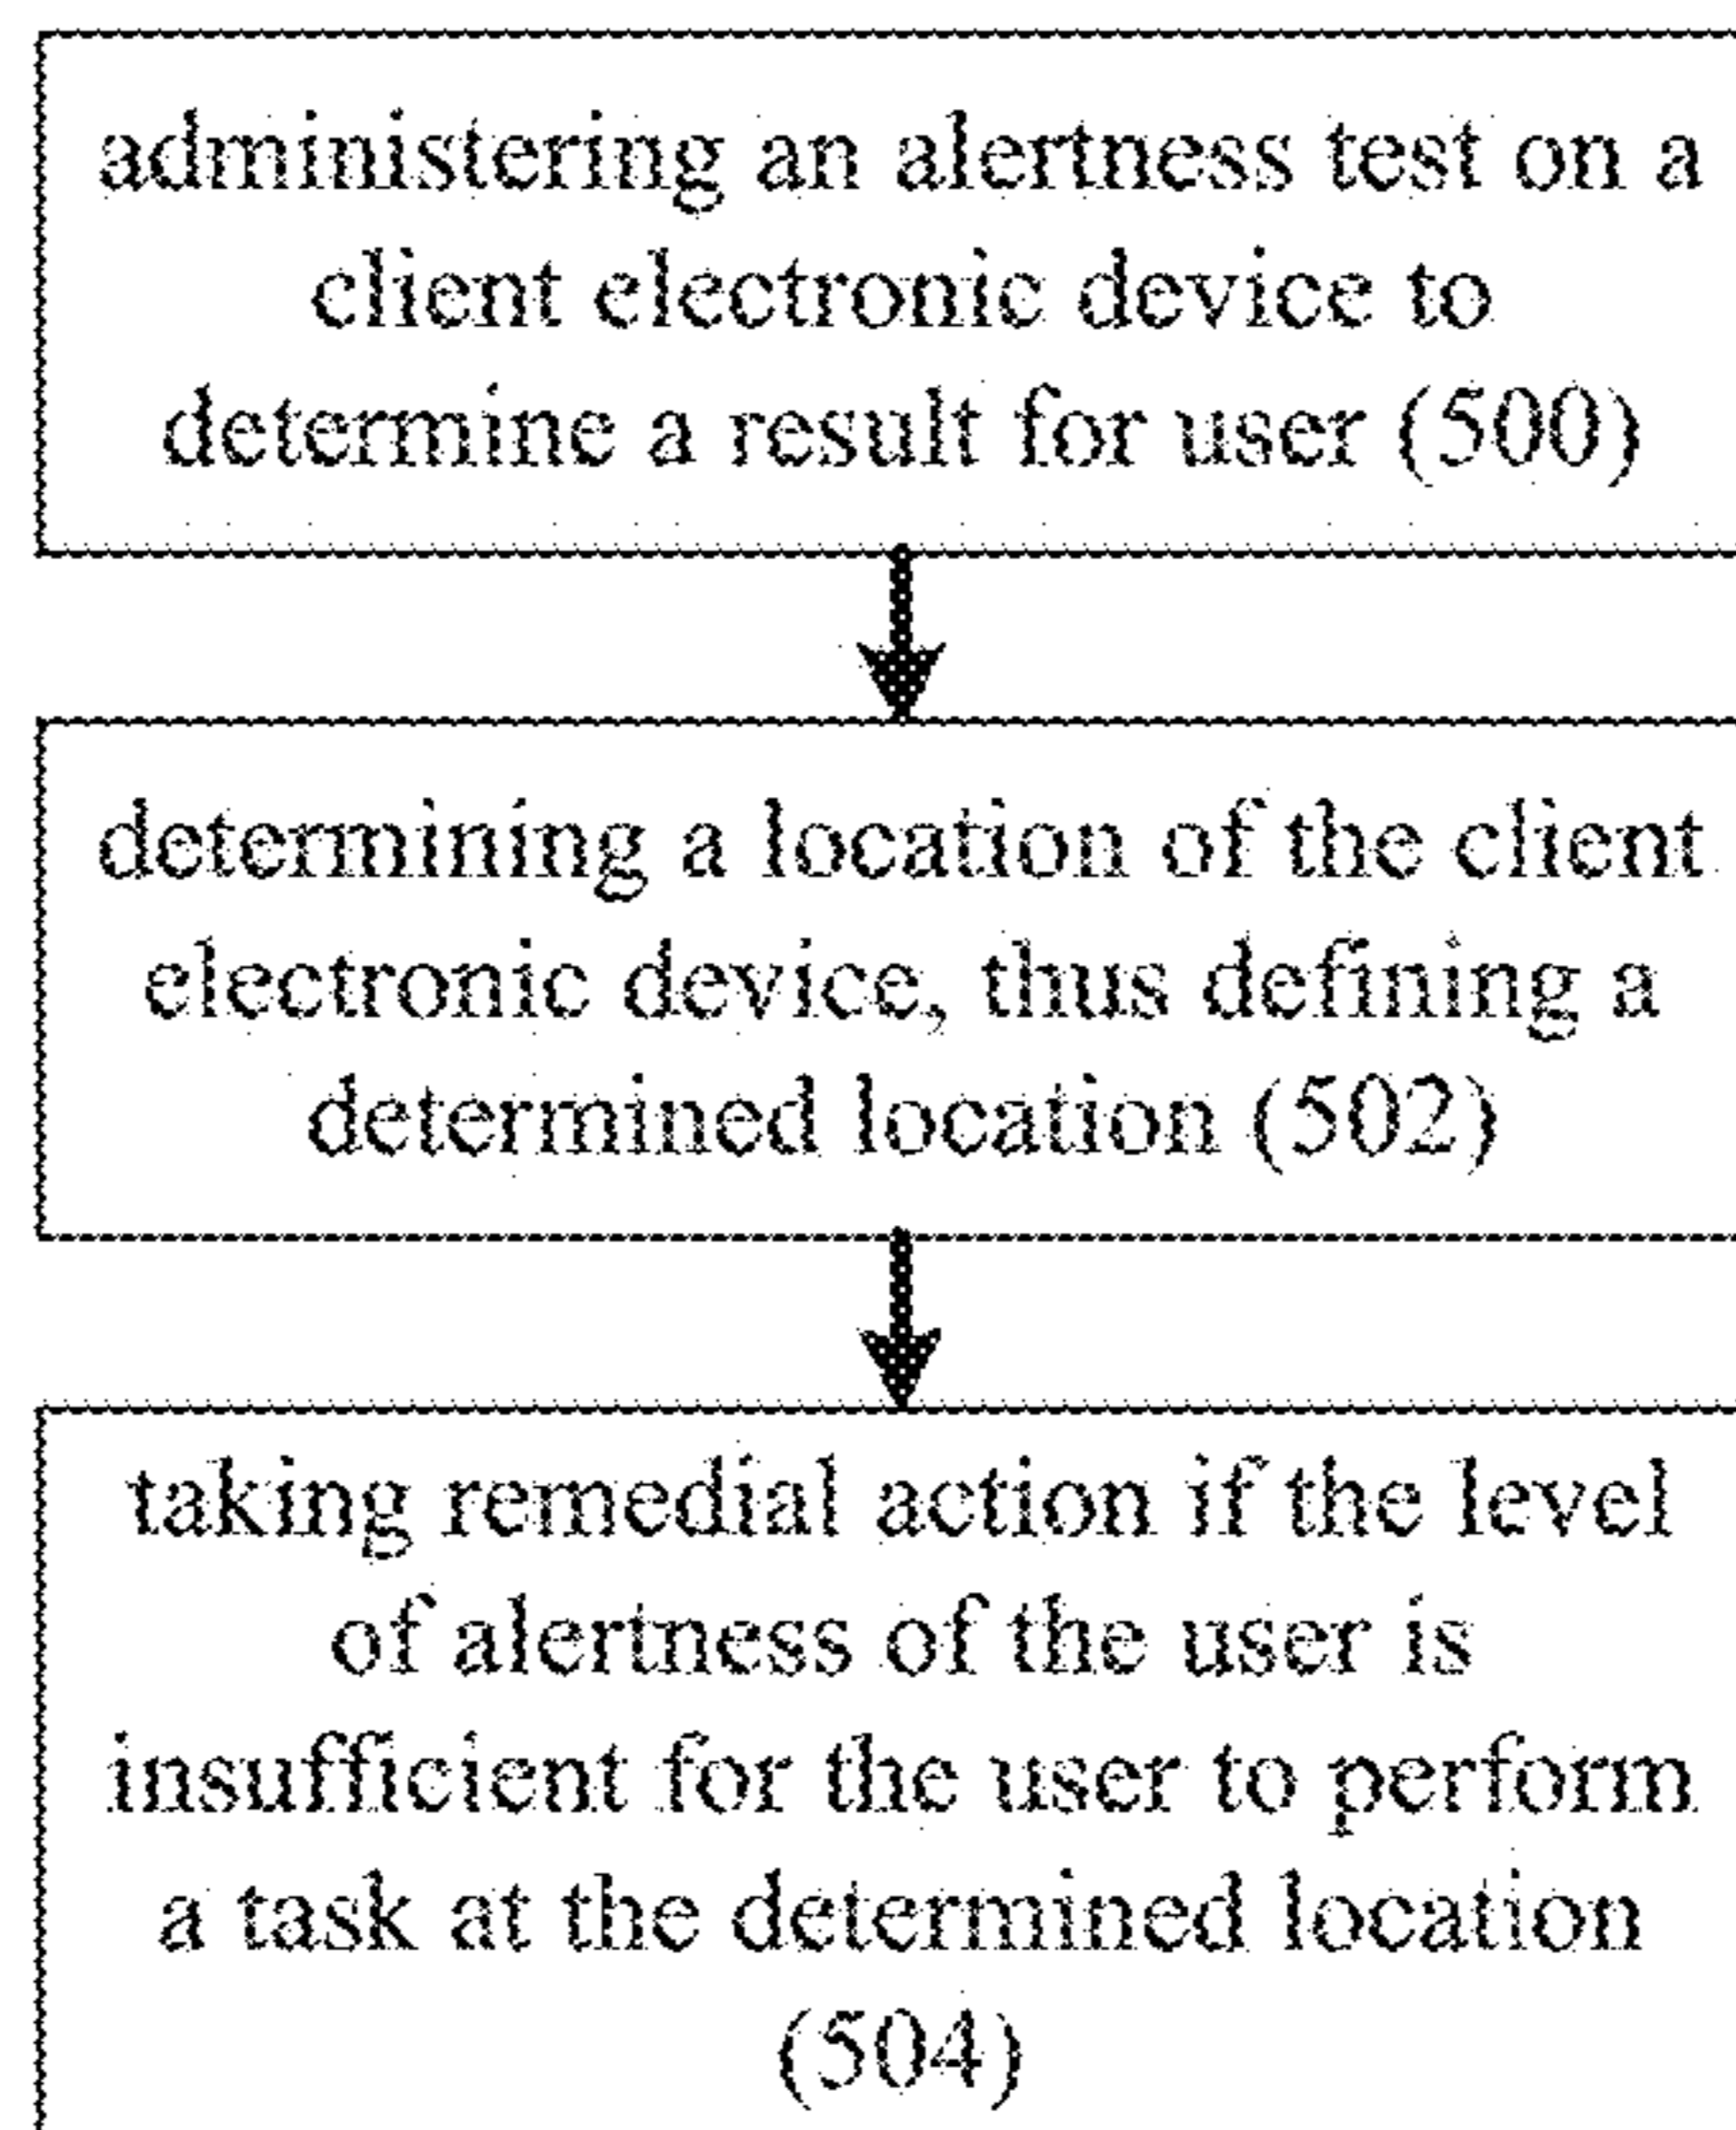 administering an alertness test on a
client electronic device to
determine a result for user (500)
determining a location of the client
electronic device, thus defining a
determined location (502)
taking remedial action if the level
of alertness of the user is
insufficient for the user to perform
a task at the determined location
(504)